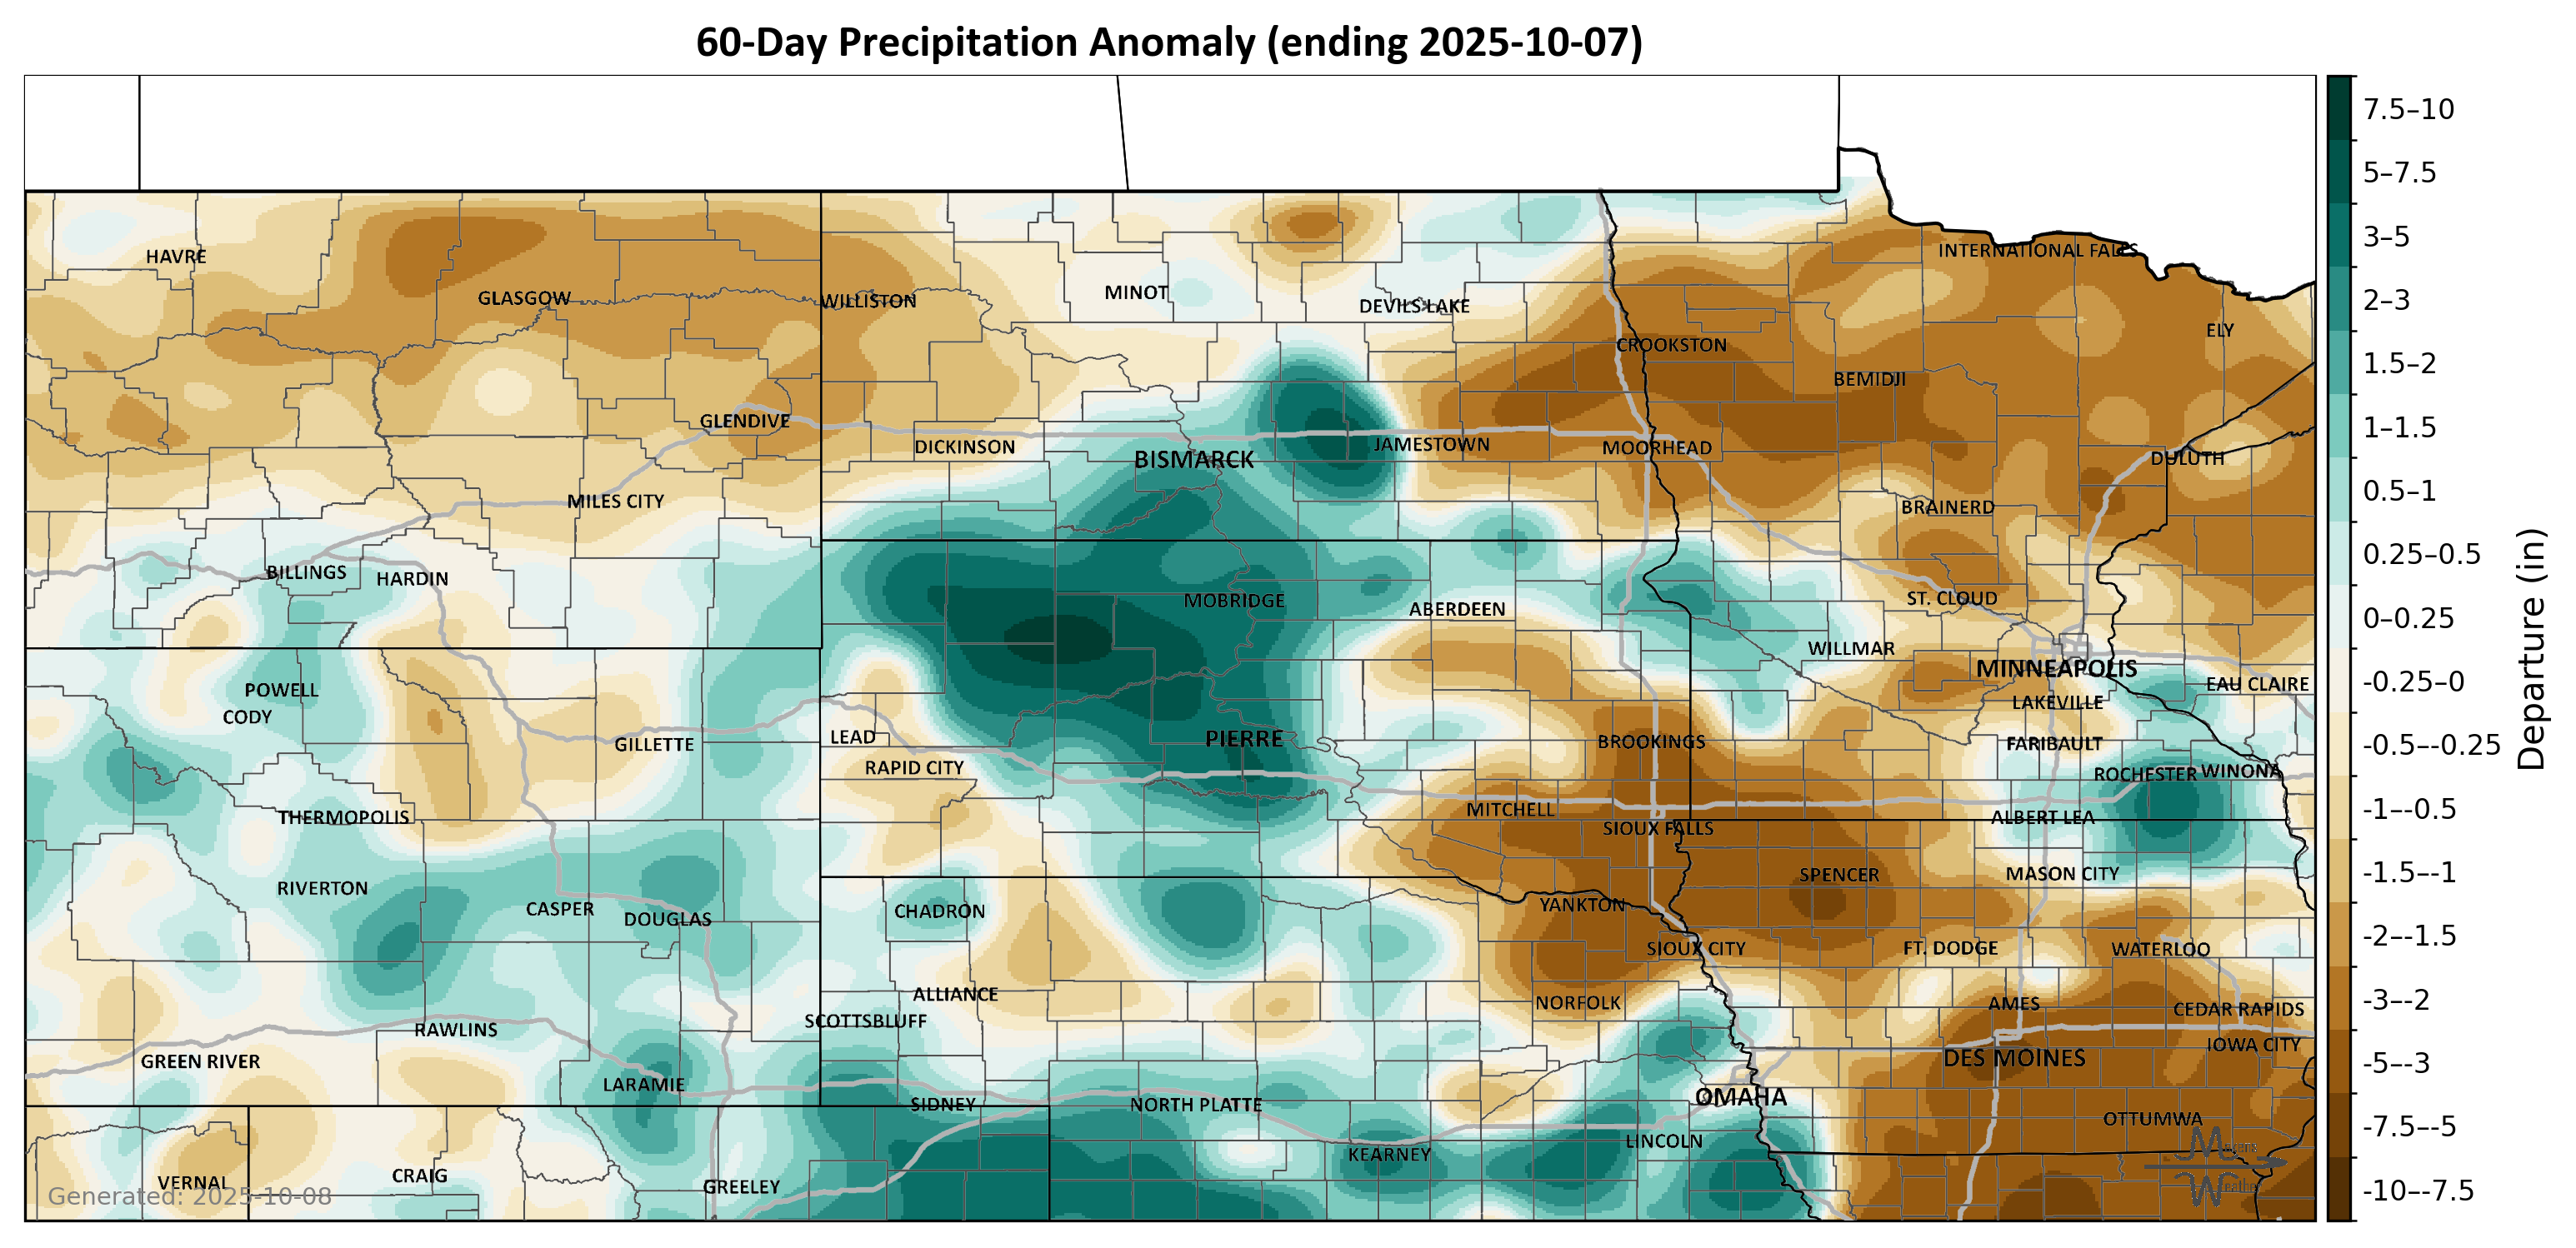 60-Day Precipitation Anomaly (ending 2025-10-07)
HAVRE
INTERNATIONAL FALLS
GLASGOW
WILLISTON
MINOT
DEVILS LAKE
ELY
CROOKSTON
BEMIDJI
GLENDIVE
DICKINSON
BISMARCK
JAMESTOWN
MOORHEAD
DULUTH
MILES CITY
BRAINERD
BILLINGS
HARDIN
MOBRIDGE
ABERDEEN
ST. CLOUD
WILLMAR
MINNEAPOLIS
POWELL
EAU CLAIRE
CODY
LAKEVILLE
GILLETTE
LEAD
PIERRE
BROOKINGS
FARIBAULT
RAPID CITY
ROCHESTER
WINONA
THERMOPOLIS
MITCHELL
ALBERT LEA
SIOUX FALLS
RIVERTON
SPENCER
MASON CITY
CASPER
DOUGLAS
CHADRON
YANKTON
SIOUX CITY
FT. DODGE
WATERLOO
ALLIANCE
NORFOLK
AMES
CEDAR RAPIDS
SCOTTSBLUFF
RAWLINS
IOWA CITY
GREEN RIVER
DES MOINES
LARAMIE
OMAHA
SIDNEY
NORTH PLATTE
OTTUMWA
LINCOLN
KEARNEY
VERNAL
CRAIG
GREELEY
Generated: 2025-10-08
7.5–10
5–7.5
3–5
2–3
1.5–2
1–1.5
0.5–1
0.25–0.5
0–0.25
-0.25–0
-0.5–-0.25
-1–-0.5
-1.5–-1
-2–-1.5
-3–-2
-5–-3
-7.5–-5
-10–-7.5
Departure (in)